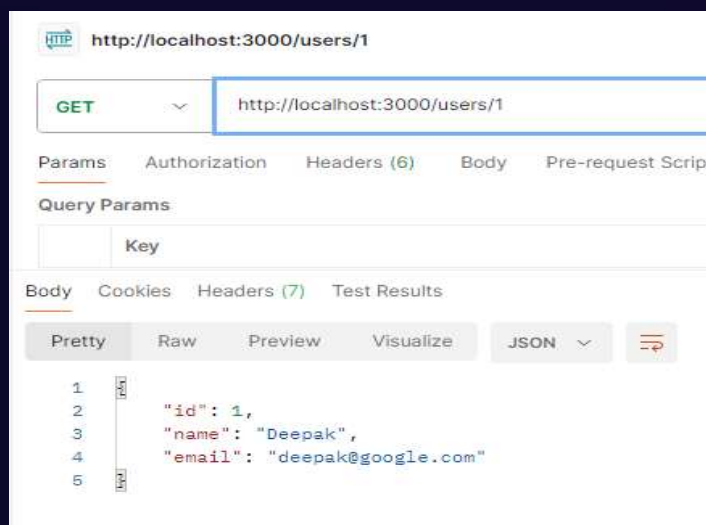 HTTP http://localhost:3000/users/1
GET http://localhost:3000/users/1
Params Authorization Headers (6) Body Pre-request Scrip
Query Params
Key
Body Cookies Headers (7) Test Results
Pretty Raw Preview Visualize JSON
1 {
2 "id": 1,
3 "name": "Deepak",
4 "email": "deepak@google.com"
5 }